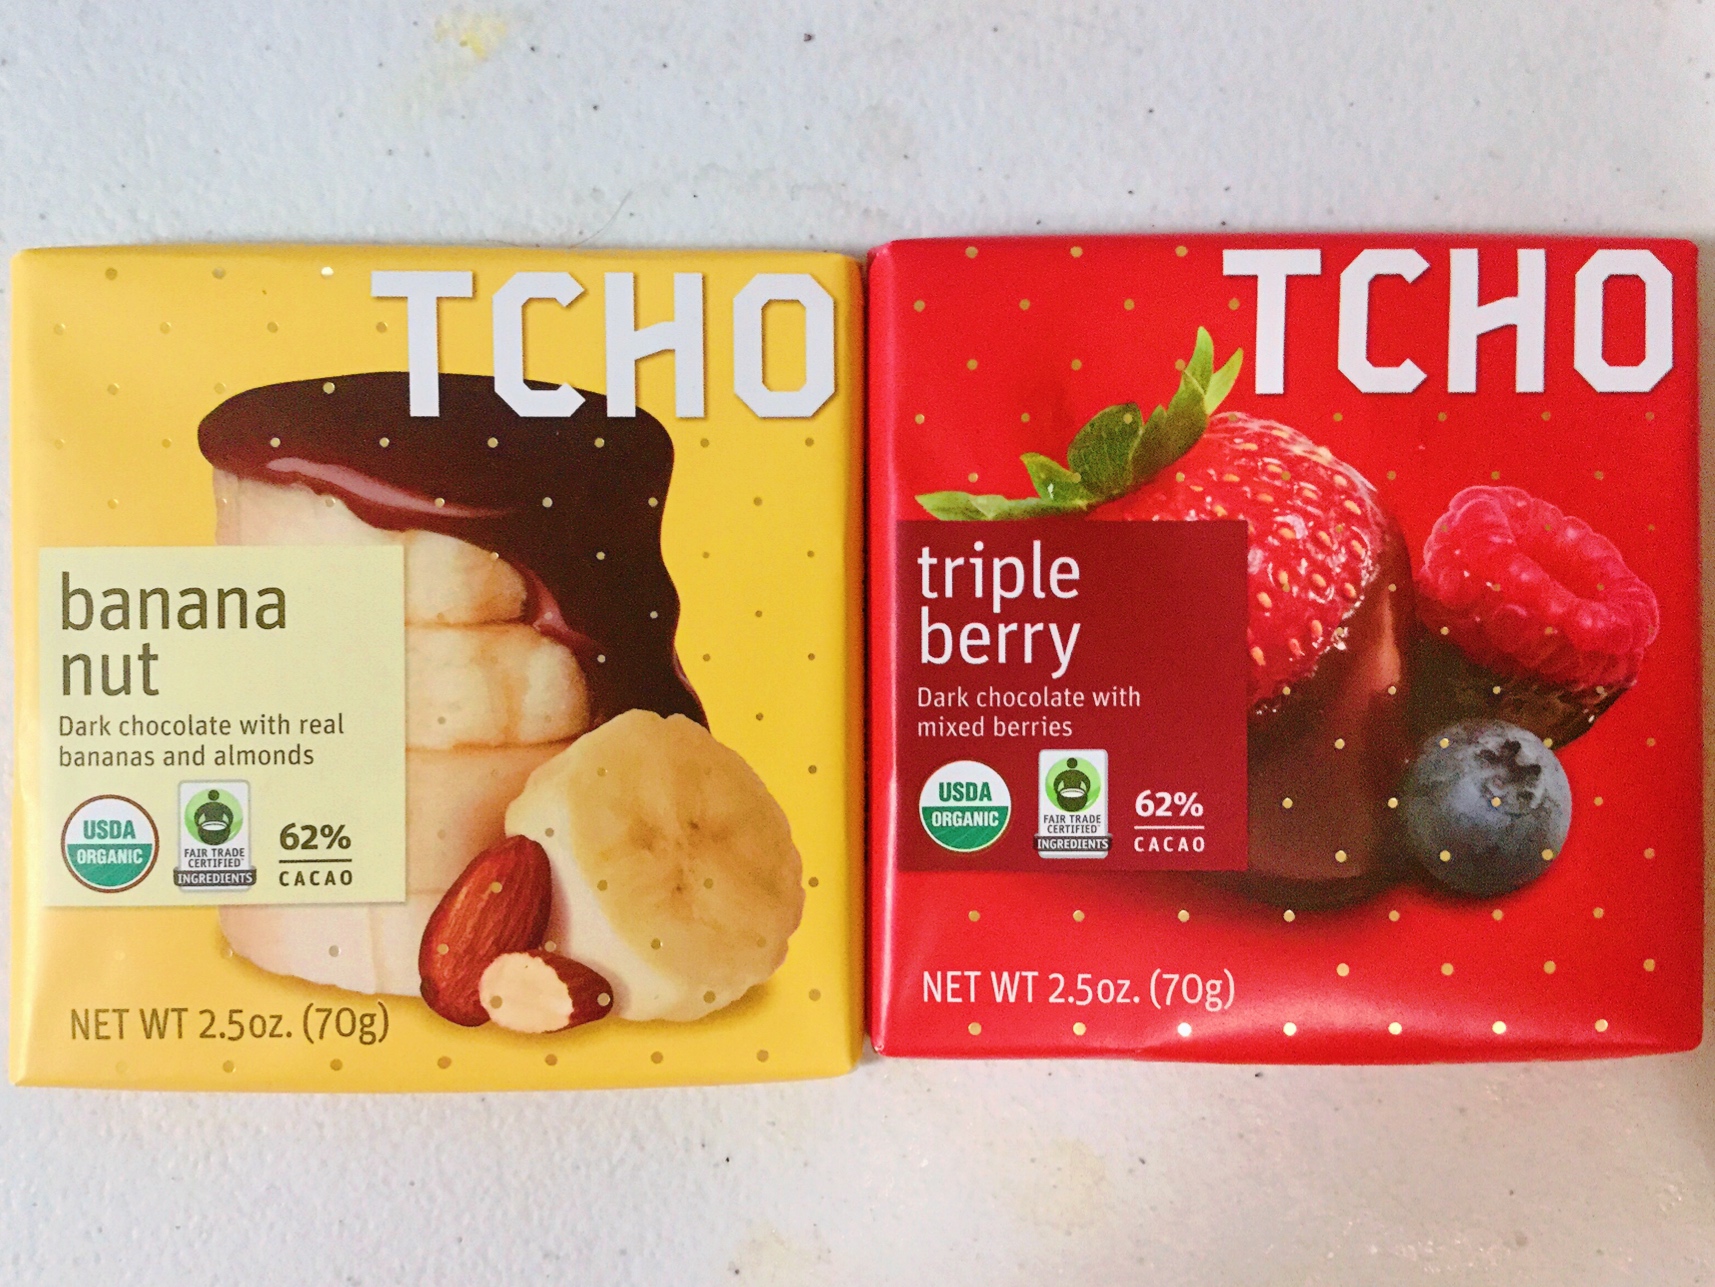 TCHO
banana
nut
Dark chocolate with real
bananas and almonds
USDA
ORGANIC
FAIR TRADE
CERTIFIED
INGREDIENTS
62%
CACAO
NET WT 2.5oz. (70g)
TCHO
triple
berry
Dark chocolate with
mixed berries
USDA
ORGANIC
FAIR TRADE
CERTIFIED
INGREDIENTS
62%
CACAO
NET WT 2.5oz. (70g)